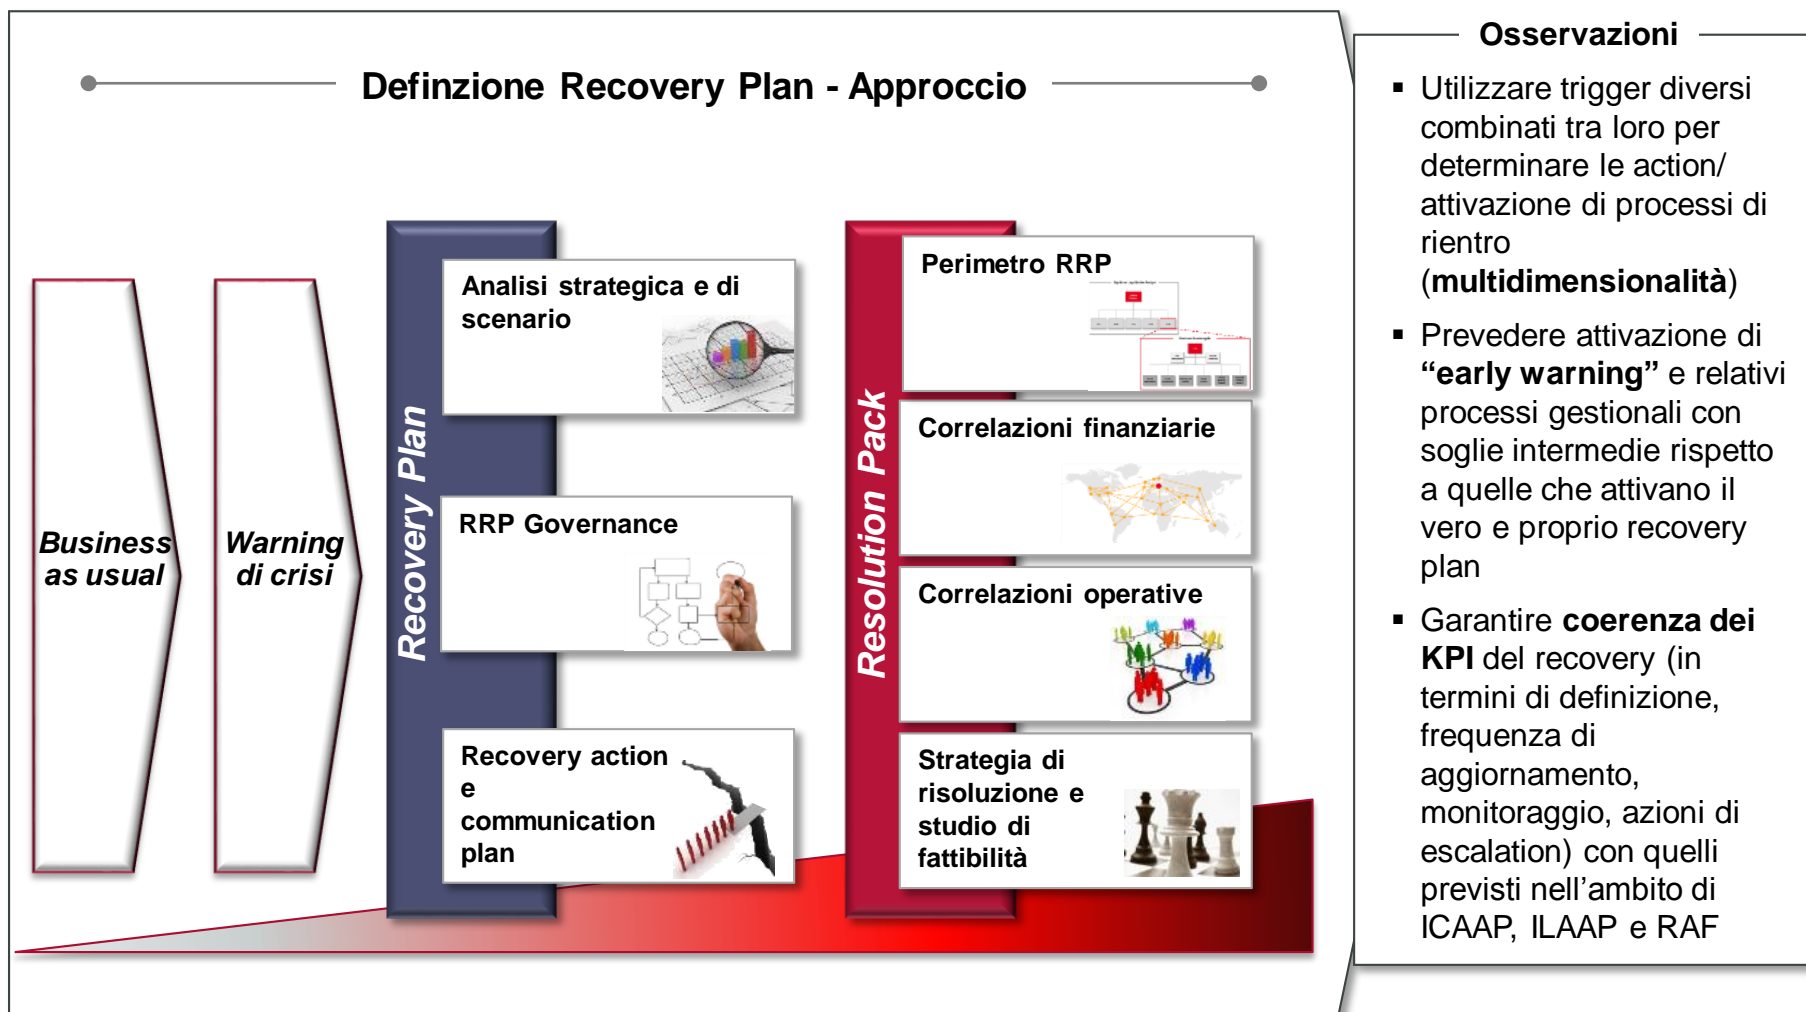 Definzione Recovery Plan - Approccio
Business
as usual
Warning
di crisi
Recovery Plan
Analisi strategica e di
scenario
RRP Governance
Recovery action
e
communication
plan
Resolution Pack
Perimetro RRP
Correlazioni finanziarie
Correlazioni operative
Strategia di
risoluzione e
studio di
fattibilità
Osservazioni
▪ Utilizzare trigger diversi
combinati tra loro per
determinare le action/
attivazione di processi di
rientro
(multidimensionalità)
▪ Prevedere attivazione di
“early warning” e relativi
processi gestionali con
soglie intermedie rispetto
a quelle che attivano il
vero e proprio recovery
plan
▪ Garantire coerenza dei
KPI del recovery (in
termini di definizione,
frequenza di
aggiornamento,
monitoraggio, azioni di
escalation) con quelli
previsti nell’ambito di
ICAAP, ILAAP e RAF